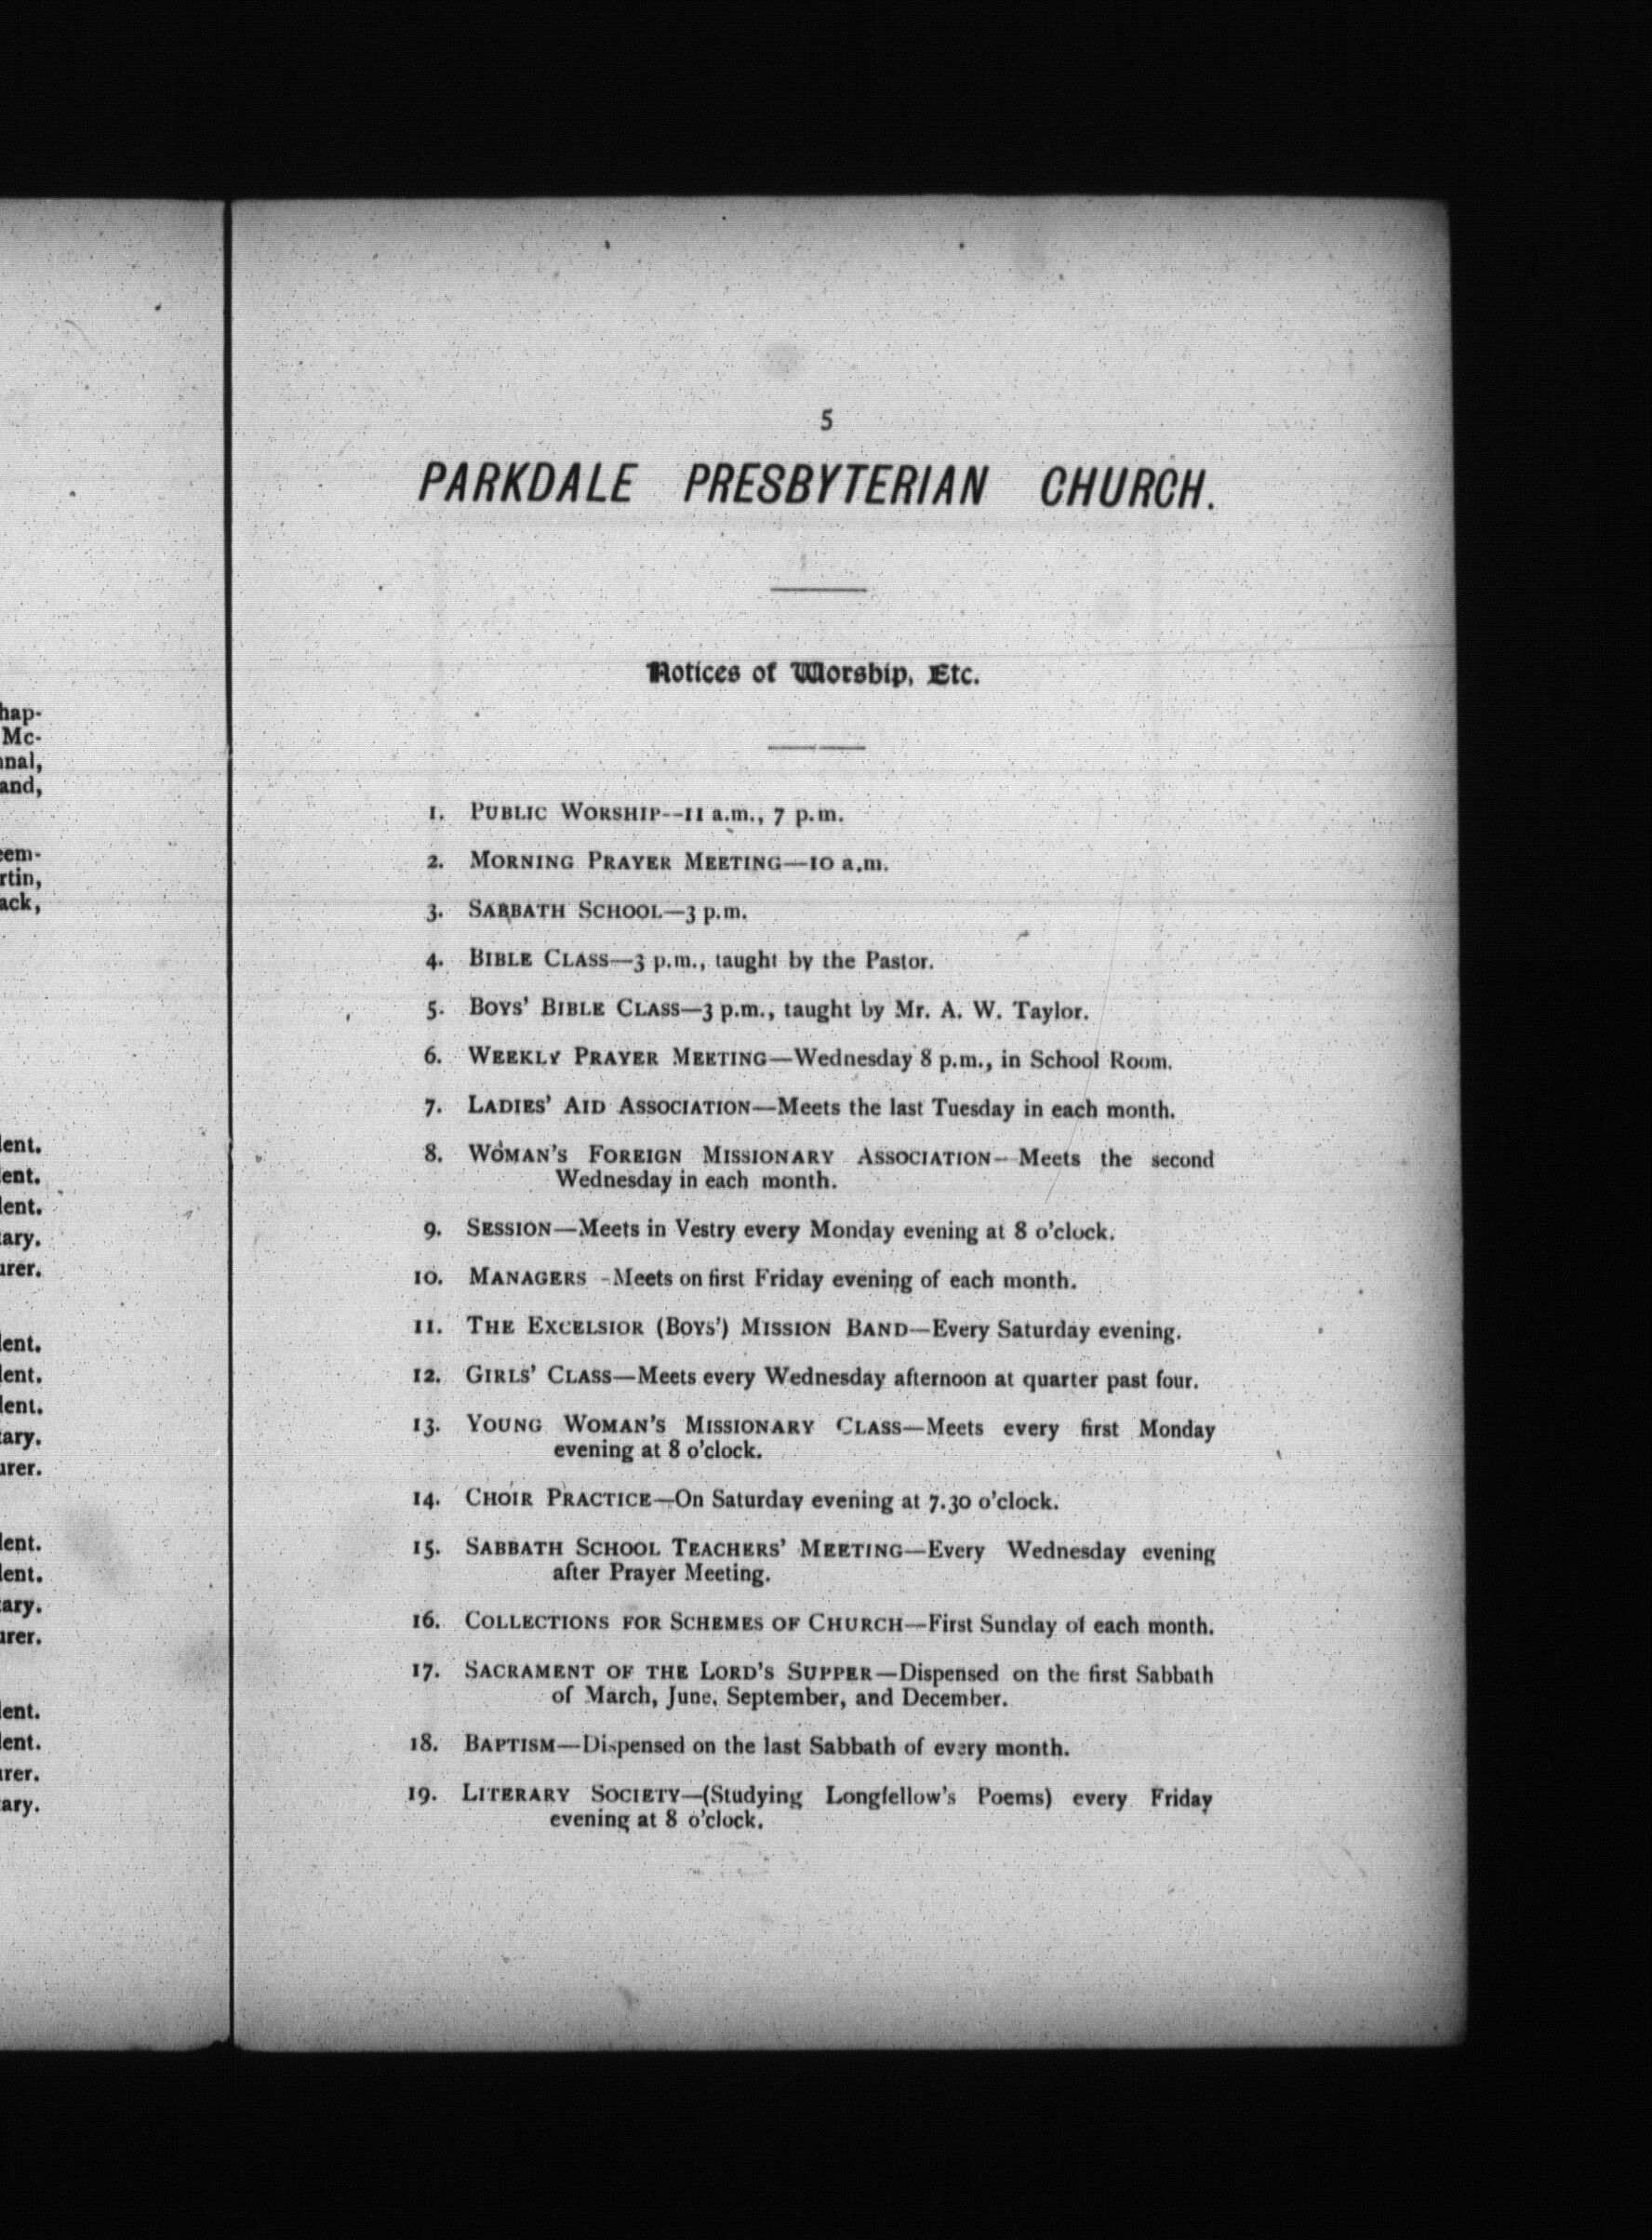 5
PARKDALE PRESBYTERIAN CHURCH.
Notices of Worship, Etc.
1. PUBLIC WORSHIP--11 a.m., 7 p.m.
2. MORNING PRAYER MEETING—10 a.m.
3. SABBATH SCHOOL—3 p.m.
4. BIBLE CLASS—3 p.m., taught by the Pastor.
5. BOYS' BIBLE CLASS—3 p.m., taught by Mr. A. W. Taylor.
6. WEEKLY PRAYER MEETING—Wednesday 8 p.m., in School Room.
7. LADIES' AID ASSOCIATION—Meets the last Tuesday in each month.
8. WOMAN'S FOREIGN MISSIONARY ASSOCIATION—Meets the second
Wednesday in each month.
9. SESSION—Meets in Vestry every Monday evening at 8 o'clock.
10. MANAGERS -Meets on first Friday evening of each month.
11. THE EXCELSIOR (BOYS') MISSION BAND—Every Saturday evening.
12. GIRLS' CLASS—Meets every Wednesday afternoon at quarter past four.
13. YOUNG WOMAN'S MISSIONARY CLASS—Meets every first Monday
evening at 8 o'clock.
14. CHOIR PRACTICE—On Saturday evening at 7.30 o'clock.
15. SABBATH SCHOOL TEACHERS' MEETING—Every Wednesday evening
after Prayer Meeting.
16. COLLECTIONS FOR SCHEMES OF CHURCH—First Sunday of each month.
17. SACRAMENT OF THE LORD'S SUPPER—Dispensed on the first Sabbath
of March, June, September, and December.
18. BAPTISM—Dispensed on the last Sabbath of every month.
19. LITERARY SOCIETY—(Studying Longfellow's Poems) every Friday
evening at 8 o'clock.